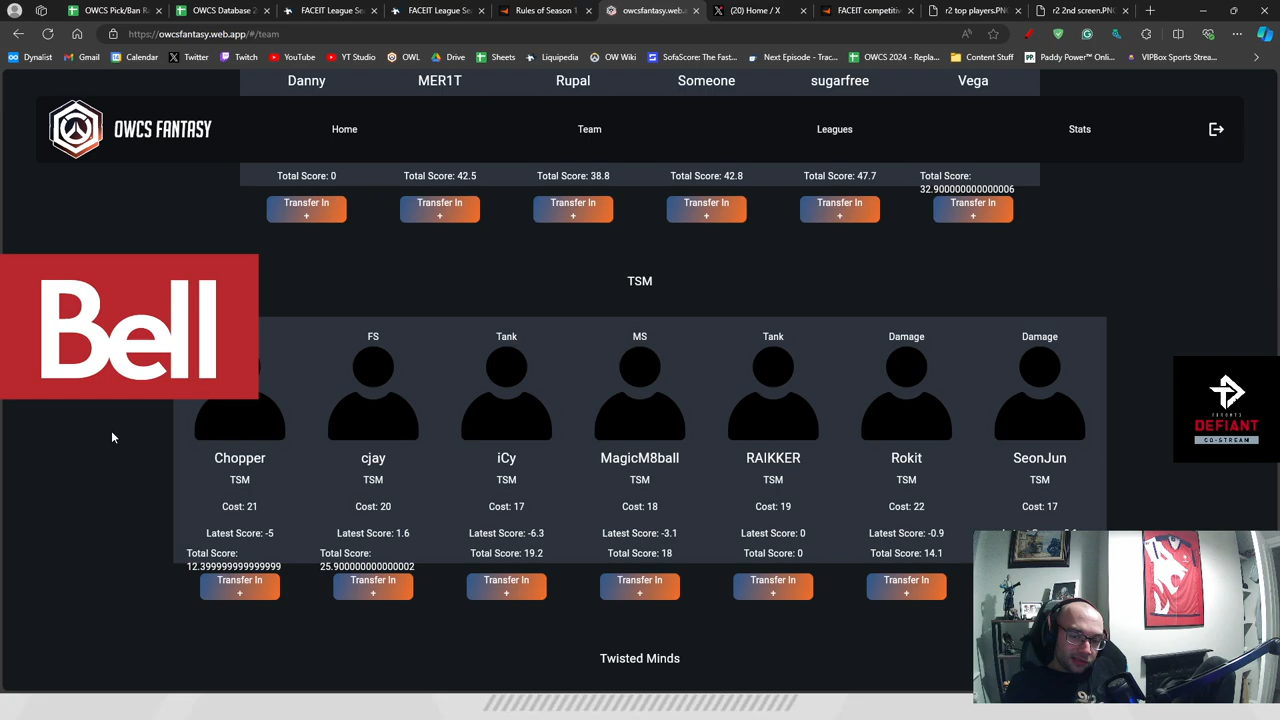 OWCS Pick/Ban Ra
OWCS Database 2
FACEIT League Se
FACEIT League Sea
Rules of Season 1
owcsfantasy.web.a
(20) Home / X
FACEIT competitiv
r2 top players.PNG
r2 2nd screen.PNG
https://owcsfantasy.web.app/#/team
Dynalist
Gmail
Calendar
Twitter
Twitch
YouTube
YT Studio
OWL
Drive
Sheets
Liquipedia
OW Wiki
SofaScore: The Fast...
Next Episode - Trac...
OWCS 2024 - Repla...
Content Stuff
PP. Paddy Power™ Onli...
VIPBox Sports Strea...
Danny MER1T Rupal Someone sugarfree Vega
OWCS FANTASY
Home Team Leagues Stats
Total Score: 0 Total Score: 42.5 Total Score: 38.8 Total Score: 42.8 Total Score: 47.7 Total Score:
32.900000000000006
Transfer In Transfer In Transfer In Transfer In Transfer In Transfer In
+ + + + + +
TSM
Bell
FS Tank MS Tank Damage Damage
Chopper cjay iCy MagicM8ball RAIKKER Rokit SeonJun
TSM TSM TSM TSM TSM TSM TSM
Cost: 21 Cost: 20 Cost: 17 Cost: 18 Cost: 19 Cost: 22 Cost: 17
Latest Score: -5 Latest Score: 1.6 Latest Score: -6.3 Latest Score: -3.1 Latest Score: 0 Latest Score: -0.9
Total Score: Total Score: Total Score: 19.2 Total Score: 18 Total Score: 0 Total Score: 14.1
12.399999999999999 25.900000000000002
Transfer In Transfer In Transfer In Transfer In Transfer In Transfer In
+ + + + + +
Twisted Minds
TORONTO
DEFIANT
CO-STREAM